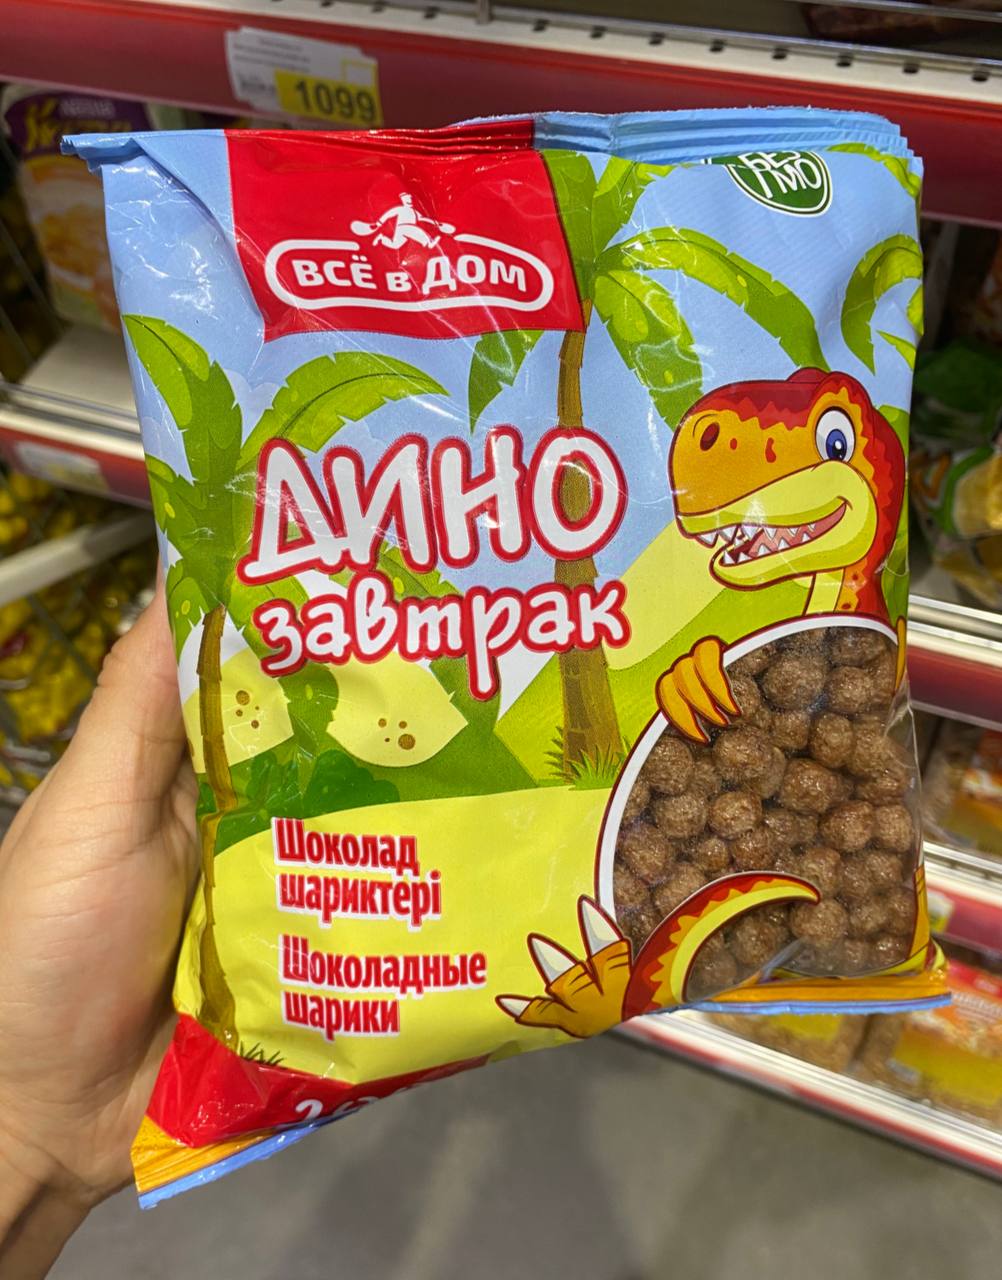 1099
БЕЗ
ГМО
ВСЁ в ДОМ
ДИНО
завтрак
Шоколад
шариктері
Шоколадные
шарики